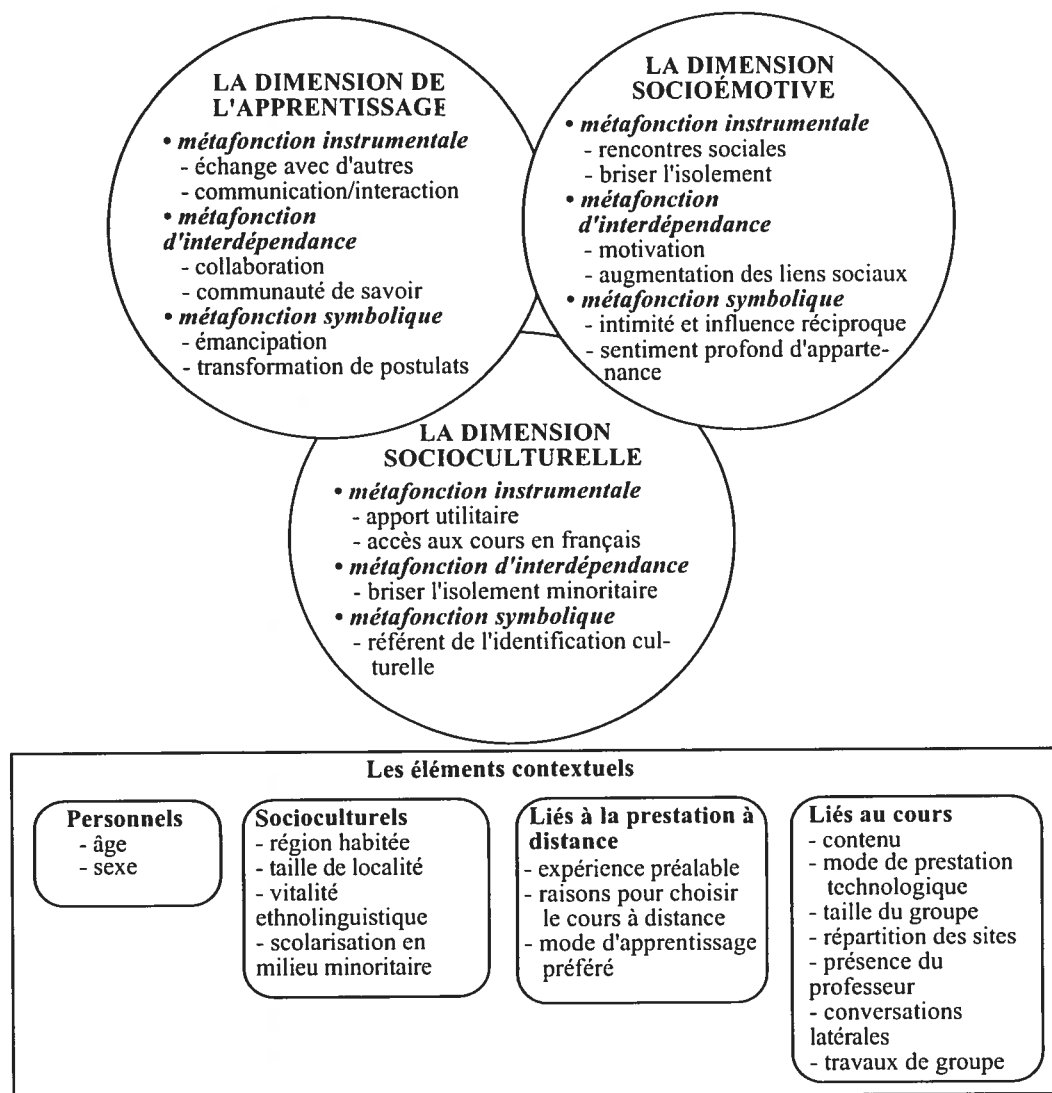 LA DIMENSION DE
L'APPRENTISSAGE
• métafonction instrumentale
- échange avec d'autres
- communication/interaction
• métafonction
d'interdépendance
- collaboration
- communauté de savoir
• métafonction symbolique
- émancipation
- transformation de postulats
LA DIMENSION
SOCIOÉMOTIVE
• métafonction instrumentale
- rencontres sociales
- briser l'isolement
• métafonction
d'interdépendance
- motivation
- augmentation des liens sociaux
• métafonction symbolique
- intimité et influence réciproque
- sentiment profond d'apparte-
nance
LA DIMENSION
SOCIOCULTURELLE
• métafonction instrumentale
- apport utilitaire
- accès aux cours en français
• métafonction d'interdépendance
- briser l'isolement minoritaire
• métafonction symbolique
- référent de l'identification cul-
turelle
Les éléments contextuels
Personnels
- âge
- sexe
Socioculturels
- région habitée
- taille de localité
- vitalité
ethnolinguistique
- scolarisation en
milieu minoritaire
Liés à la prestation à
distance
- expérience préalable
- raisons pour choisir
le cours à distance
- mode d'apprentissage
préféré
Liés au cours
- contenu
- mode de prestation
technologique
- taille du groupe
- répartition des sites
- présence du
professeur
- conversations
latérales
- travaux de groupe